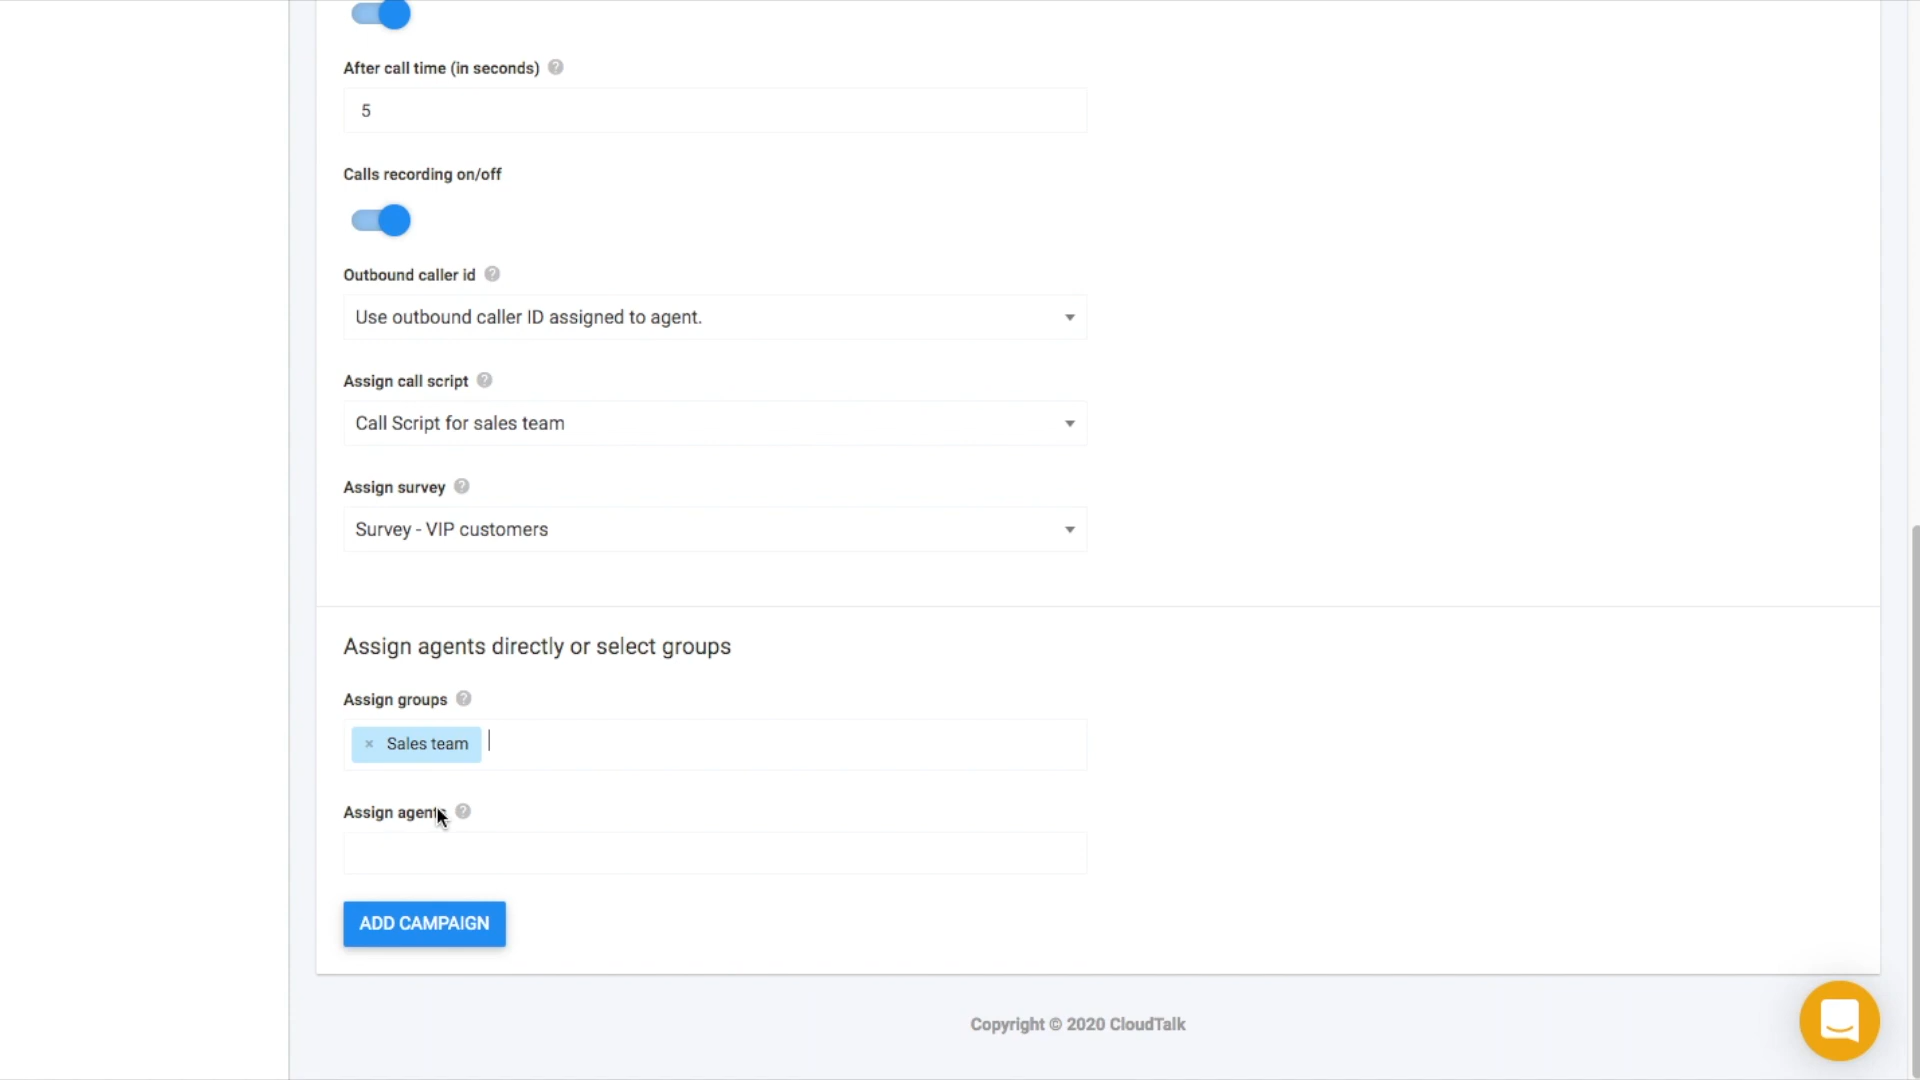 After call time (in seconds) ?
5
Calls recording on/off
Outbound caller id ?
Use outbound caller ID assigned to agent.
Assign call script ?
Call Script for sales team
Assign survey ?
Survey - VIP customers
Assign agents directly or select groups
Assign groups ?
× Sales team
Assign agents ?
ADD CAMPAIGN
Copyright © 2020 CloudTalk